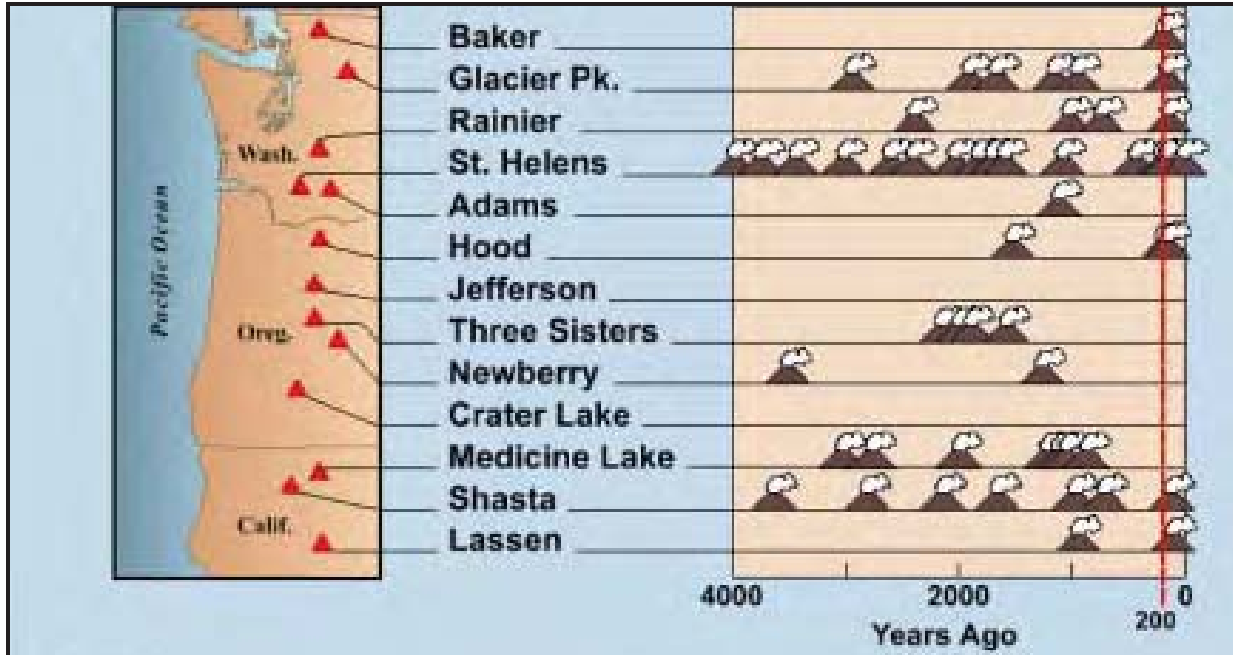 Baker
Glacier Pk.
Rainier
St. Helens
Adams
Hood
Jefferson
Three Sisters
Newberry
Crater Lake
Medicine Lake
Shasta
Lassen
Wash.
Pacific Ocean
Oreg.
Calif.
4000
2000
200
0
Years Ago